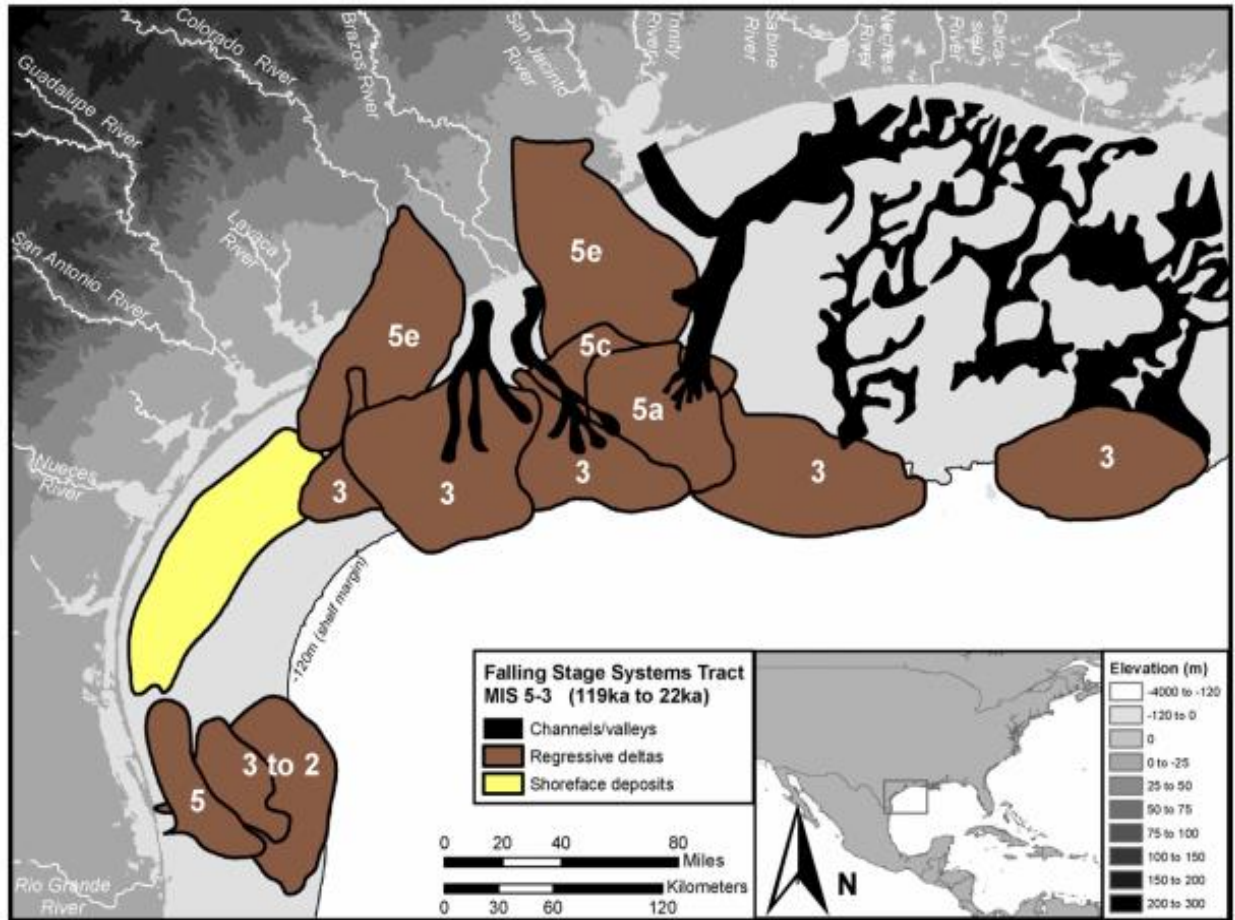 Colorado River
Brazos River
San Jacinto
River
Trinity
River
Sabine
River
Neches
River
Calca-
sieu
River
Guadalupe River
San Antonio River
Lavaca
River
Nueces
River
Rio Grande
River
5e
5e
5c
5a
3
3
3
3
3
3 to 2
5
-120m (shelf margin)
Falling Stage Systems Tract
MIS 5-3 (119ka to 22ka)
Channels/valleys
Regressive deltas
Shoreface deposits
0 20 40 80
Miles
Kilometers
0 30 60 120
N
Elevation (m)
-4000 to -120
-120 to 0
0
0 to -25
25 to 50
50 to 75
75 to 100
100 to 150
150 to 200
200 to 300